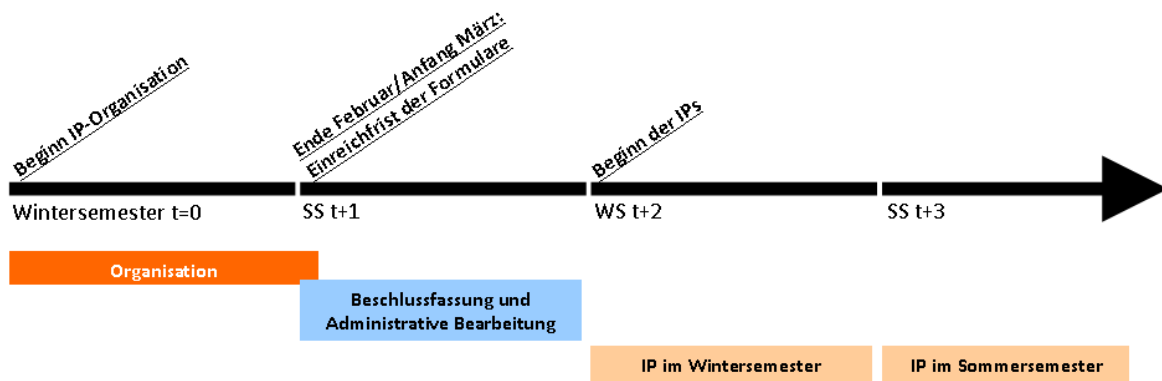 Beginn IP-Organisation
Ende Februar/Anfang März:
Einreichfrist der Formulare
Beginn der IPs
Wintersemester t=0
SS t+1
WS t+2
SS t+3
Organisation
Beschlussfassung und
Administrative Bearbeitung
IP im Wintersemester
IP im Sommersemester